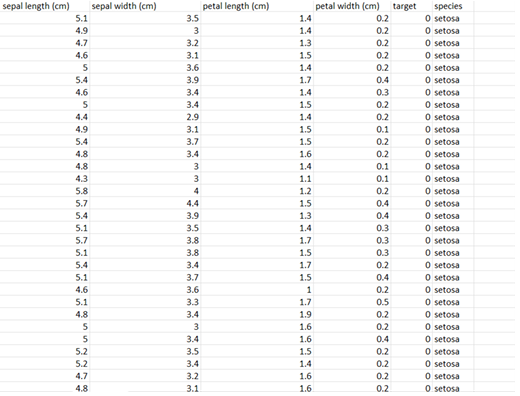 sepal length (cm) sepal width (cm) petal length (cm) petal width (cm) target species
5.1 3.5 1.4 0.2 0 setosa
4.9 3 1.4 0.2 0 setosa
4.7 3.2 1.3 0.2 0 setosa
4.6 3.1 1.5 0.2 0 setosa
5 3.6 1.4 0.2 0 setosa
5.4 3.9 1.7 0.4 0 setosa
4.6 3.4 1.4 0.3 0 setosa
5 3.4 1.5 0.2 0 setosa
4.4 2.9 1.4 0.2 0 setosa
4.9 3.1 1.5 0.1 0 setosa
5.4 3.7 1.5 0.2 0 setosa
4.8 3.4 1.6 0.2 0 setosa
4.8 3 1.4 0.1 0 setosa
4.3 3 1.1 0.1 0 setosa
5.8 4 1.2 0.2 0 setosa
5.7 4.4 1.5 0.4 0 setosa
5.4 3.9 1.3 0.4 0 setosa
5.1 3.5 1.4 0.3 0 setosa
5.7 3.8 1.7 0.3 0 setosa
5.1 3.8 1.5 0.3 0 setosa
5.4 3.4 1.7 0.2 0 setosa
5.1 3.7 1.5 0.4 0 setosa
4.6 3.6 1 0.2 0 setosa
5.1 3.3 1.7 0.5 0 setosa
4.8 3.4 1.9 0.2 0 setosa
5 3 1.6 0.2 0 setosa
5 3.4 1.6 0.4 0 setosa
5.2 3.5 1.5 0.2 0 setosa
5.2 3.4 1.4 0.2 0 setosa
4.7 3.2 1.6 0.2 0 setosa
4.8 3.1 1.6 0.2 0 setosa